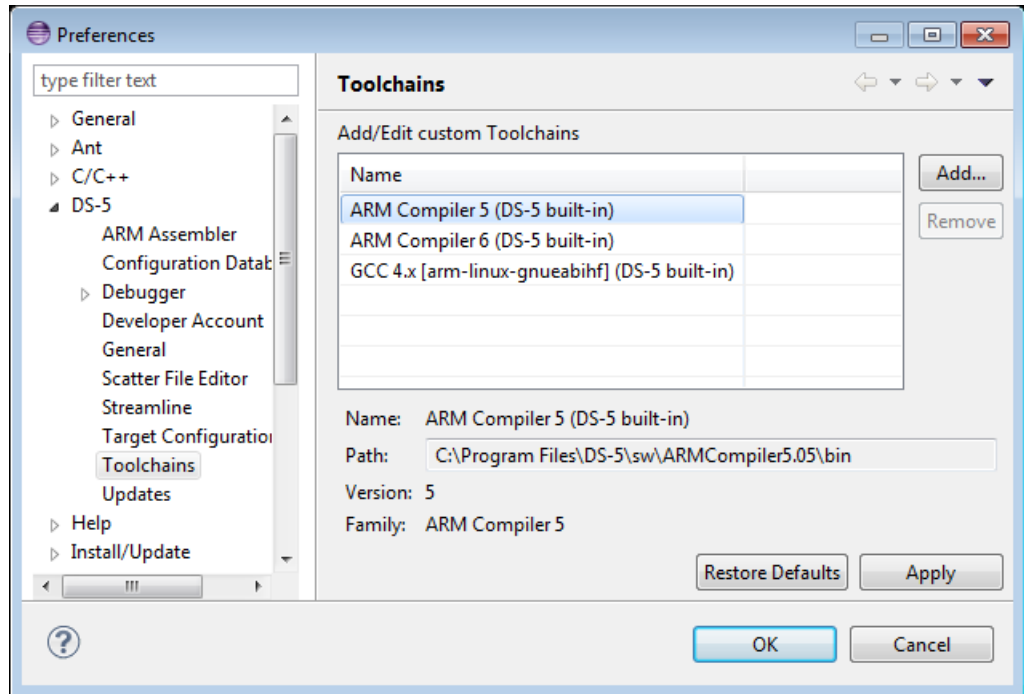 Preferences
type filter text
General
Ant
C/C++
DS-5
ARM Assembler
Configuration Datab
Debugger
Developer Account
General
Scatter File Editor
Streamline
Target Configuration
Toolchains
Updates
Help
Install/Update
Toolchains
Add/Edit custom Toolchains
Name
ARM Compiler 5 (DS-5 built-in)
ARM Compiler 6 (DS-5 built-in)
GCC 4.x [arm-linux-gnueabihf] (DS-5 built-in)
Add...
Remove
Name: ARM Compiler 5 (DS-5 built-in)
Path: C:\Program Files\DS-5\sw\ARMCompiler5.05\bin
Version: 5
Family: ARM Compiler 5
Restore Defaults Apply
? OK Cancel